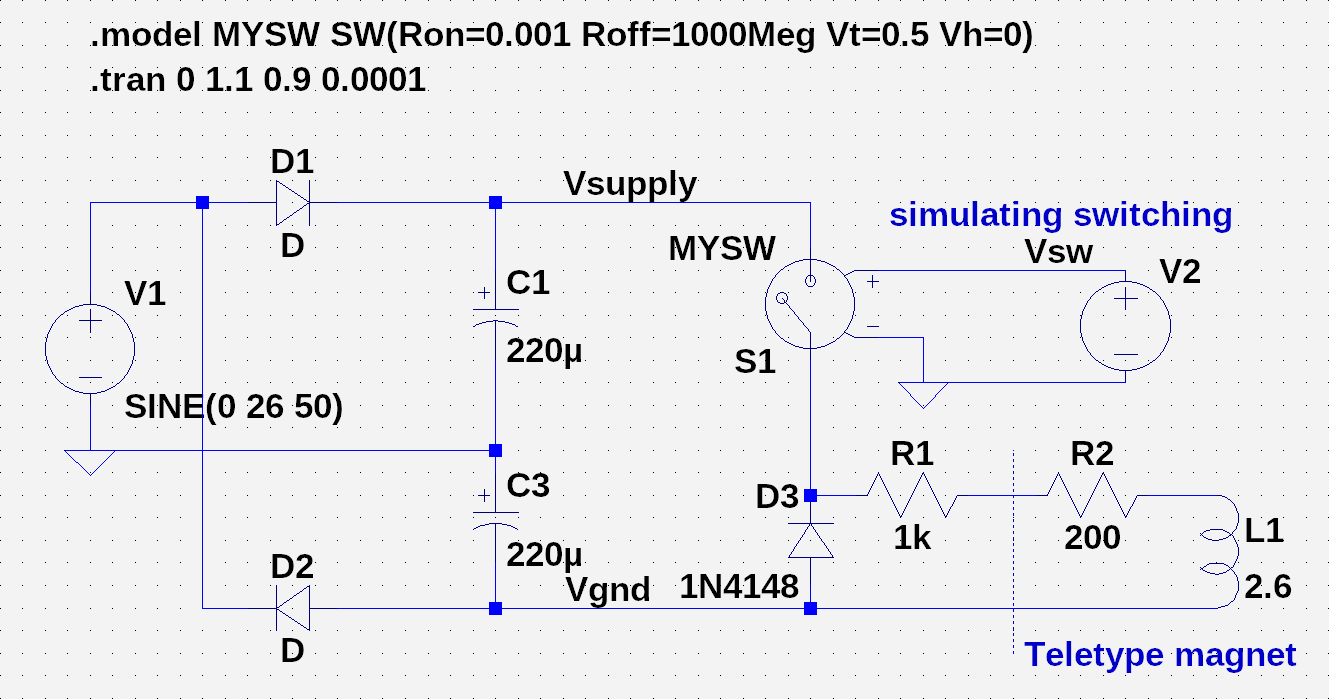 .model MYSW SW(Ron=0.001 Roff=1000Meg Vt=0.5 Vh=0)
.tran 0 1.1 0.9 0.0001
D1
D
Vsupply
simulating switching
MYSW
Vsw
V2
V1
C1
220µ
S1
SINE(0 26 50)
R1
R2
C3
D3
1k
200
L1
220µ
D2
Vgnd
1N4148
2.6
D
Teletype magnet